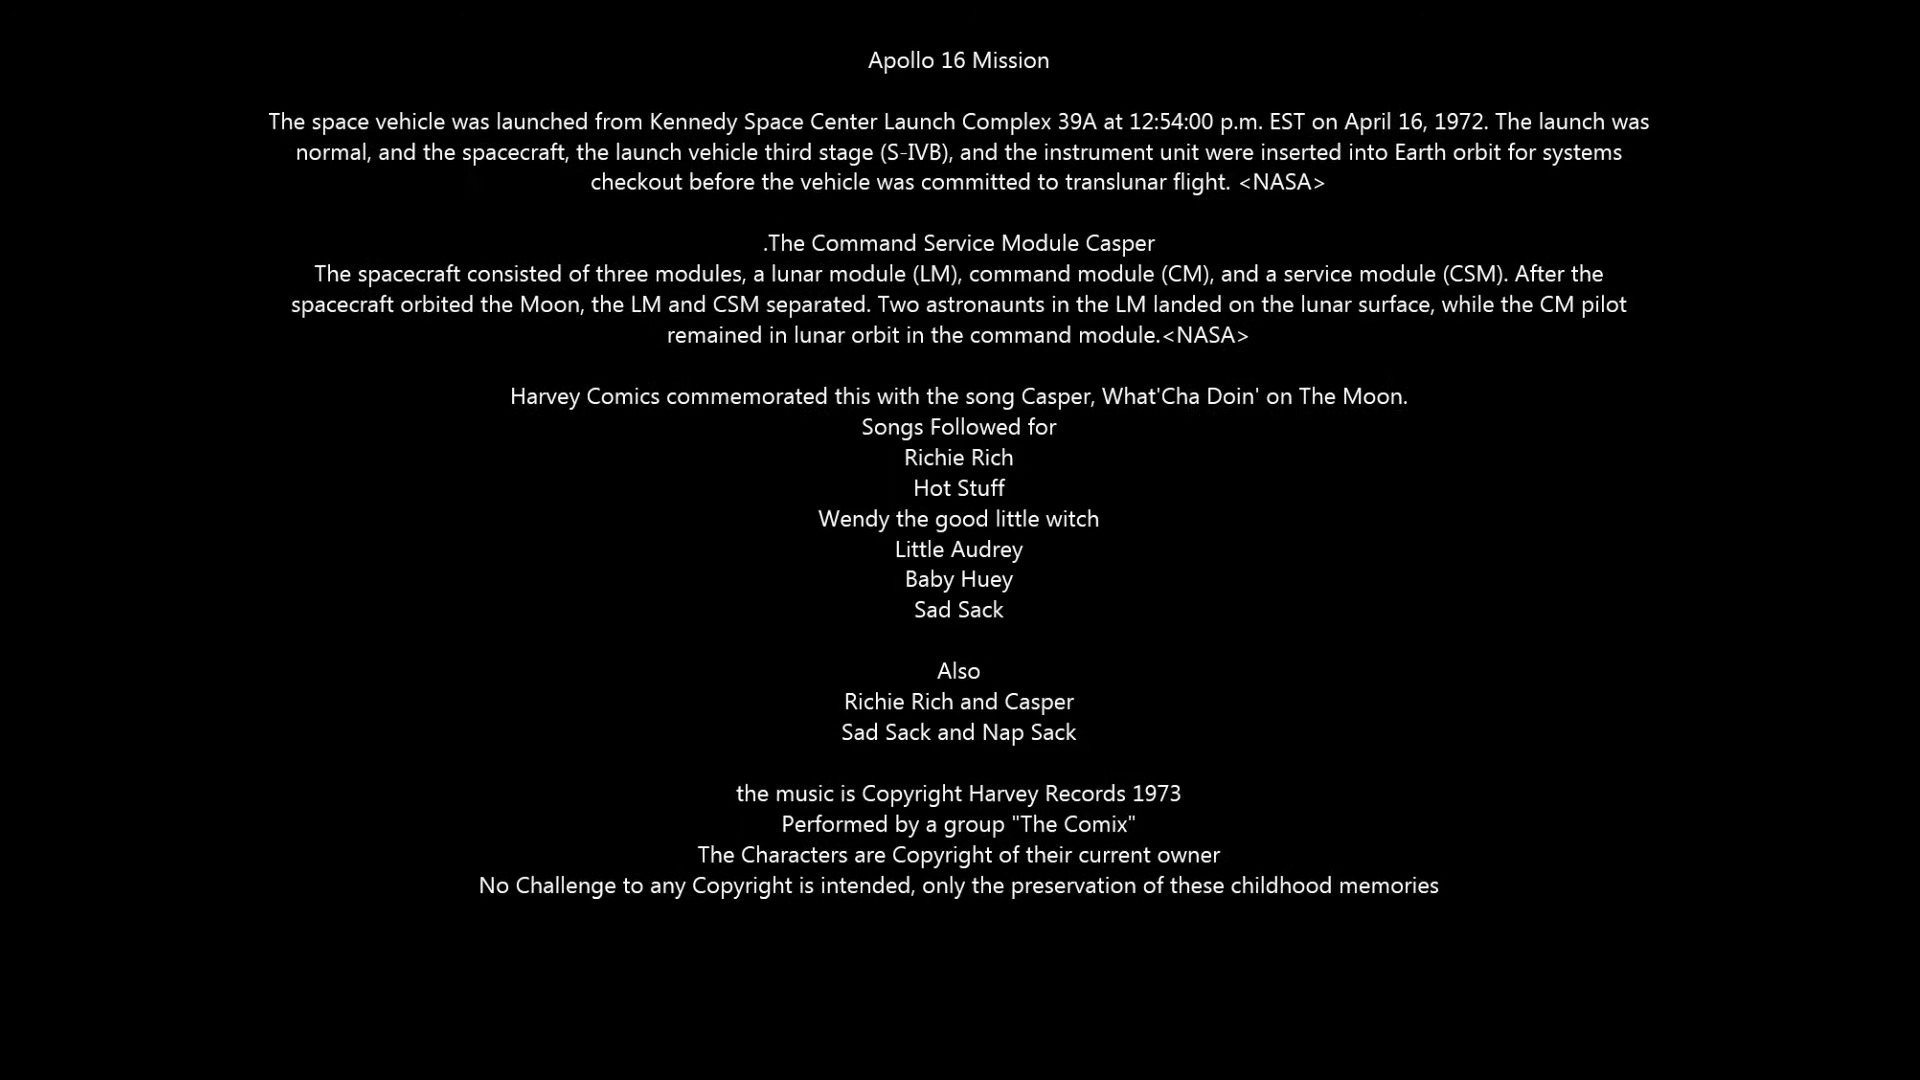 Apollo 16 Mission
The space vehicle was launched from Kennedy Space Center Launch Complex 39A at 12:54:00 p.m. EST on April 16, 1972. The launch was
normal, and the spacecraft, the launch vehicle third stage (S-IVB), and the instrument unit were inserted into Earth orbit for systems
checkout before the vehicle was committed to translunar flight. <NASA>
.The Command Service Module Casper
The spacecraft consisted of three modules, a lunar module (LM), command module (CM), and a service module (CSM). After the
spacecraft orbited the Moon, the LM and CSM separated. Two astronaunts in the LM landed on the lunar surface, while the CM pilot
remained in lunar orbit in the command module.<NASA>
Harvey Comics commemorated this with the song Casper, What'Cha Doin' on The Moon.
Songs Followed for
Richie Rich
Hot Stuff
Wendy the good little witch
Little Audrey
Baby Huey
Sad Sack
Also
Richie Rich and Casper
Sad Sack and Nap Sack
the music is Copyright Harvey Records 1973
Performed by a group "The Comix"
The Characters are Copyright of their current owner
No Challenge to any Copyright is intended, only the preservation of these childhood memories